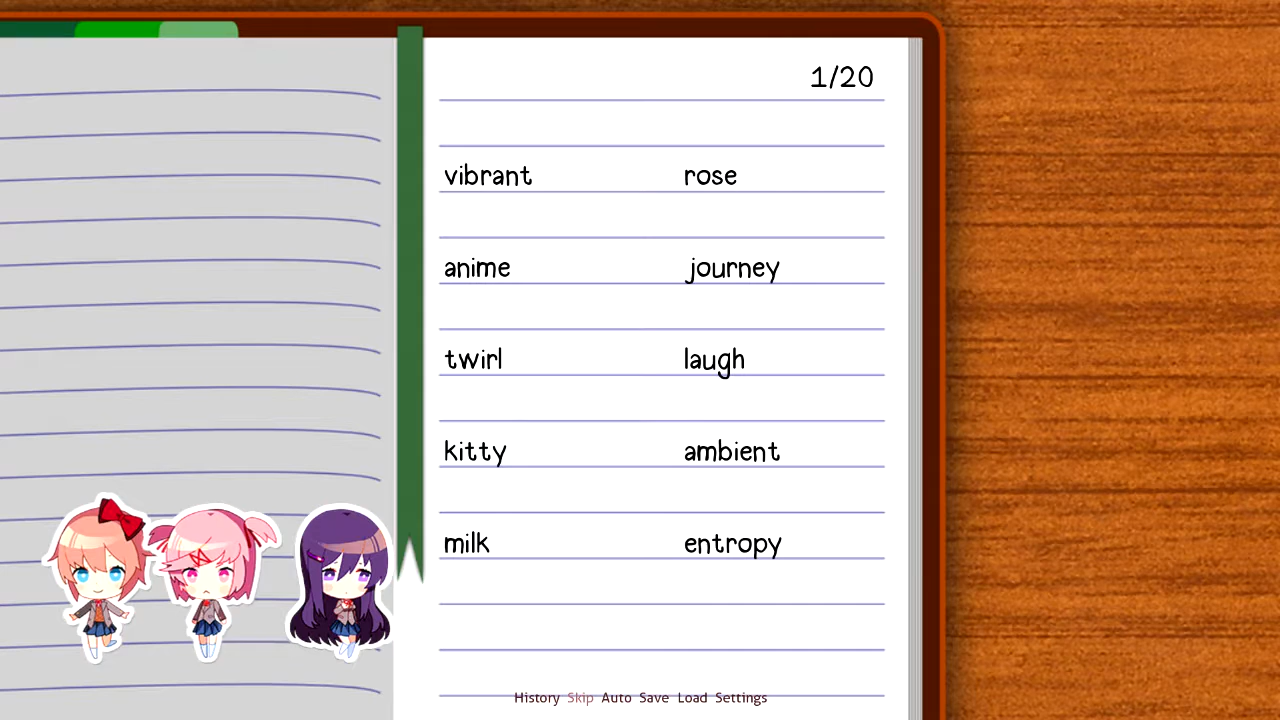 1/20
vibrant rose
anime journey
twirl laugh
kitty ambient
milk entropy
History Skip Auto Save Load Settings